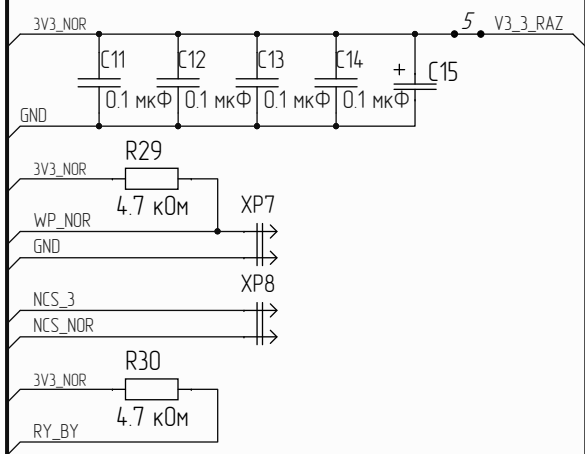 3V3_NOR 5 V3_3_RAZ
C11 C12 C13 C14 + C15
0.1 мкФ 0.1 мкФ 0.1 мкФ 0.1 мкФ
GND
R29
3V3_NOR
4.7 кОм XP7
WP_NOR
GND
XP8
NCS_3
NCS_NOR
R30
3V3_NOR
4.7 кОм
RY_BY